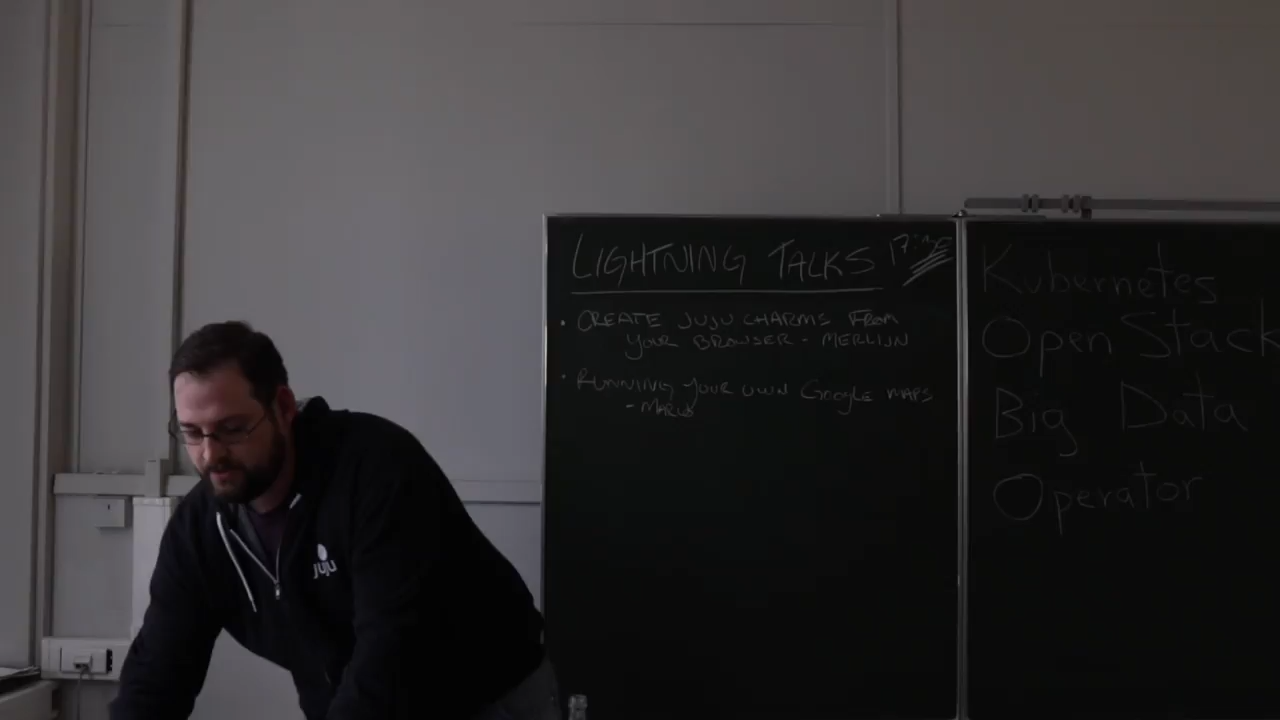 LIGHTNING TALKS
• CREATE JUJU CHARMS FROM
YOUR BROWSER - MERLIJN
• RUNNING YOUR OWN Google MAPS
Kubernetes
Open Stack
Big Data
Operator
juju